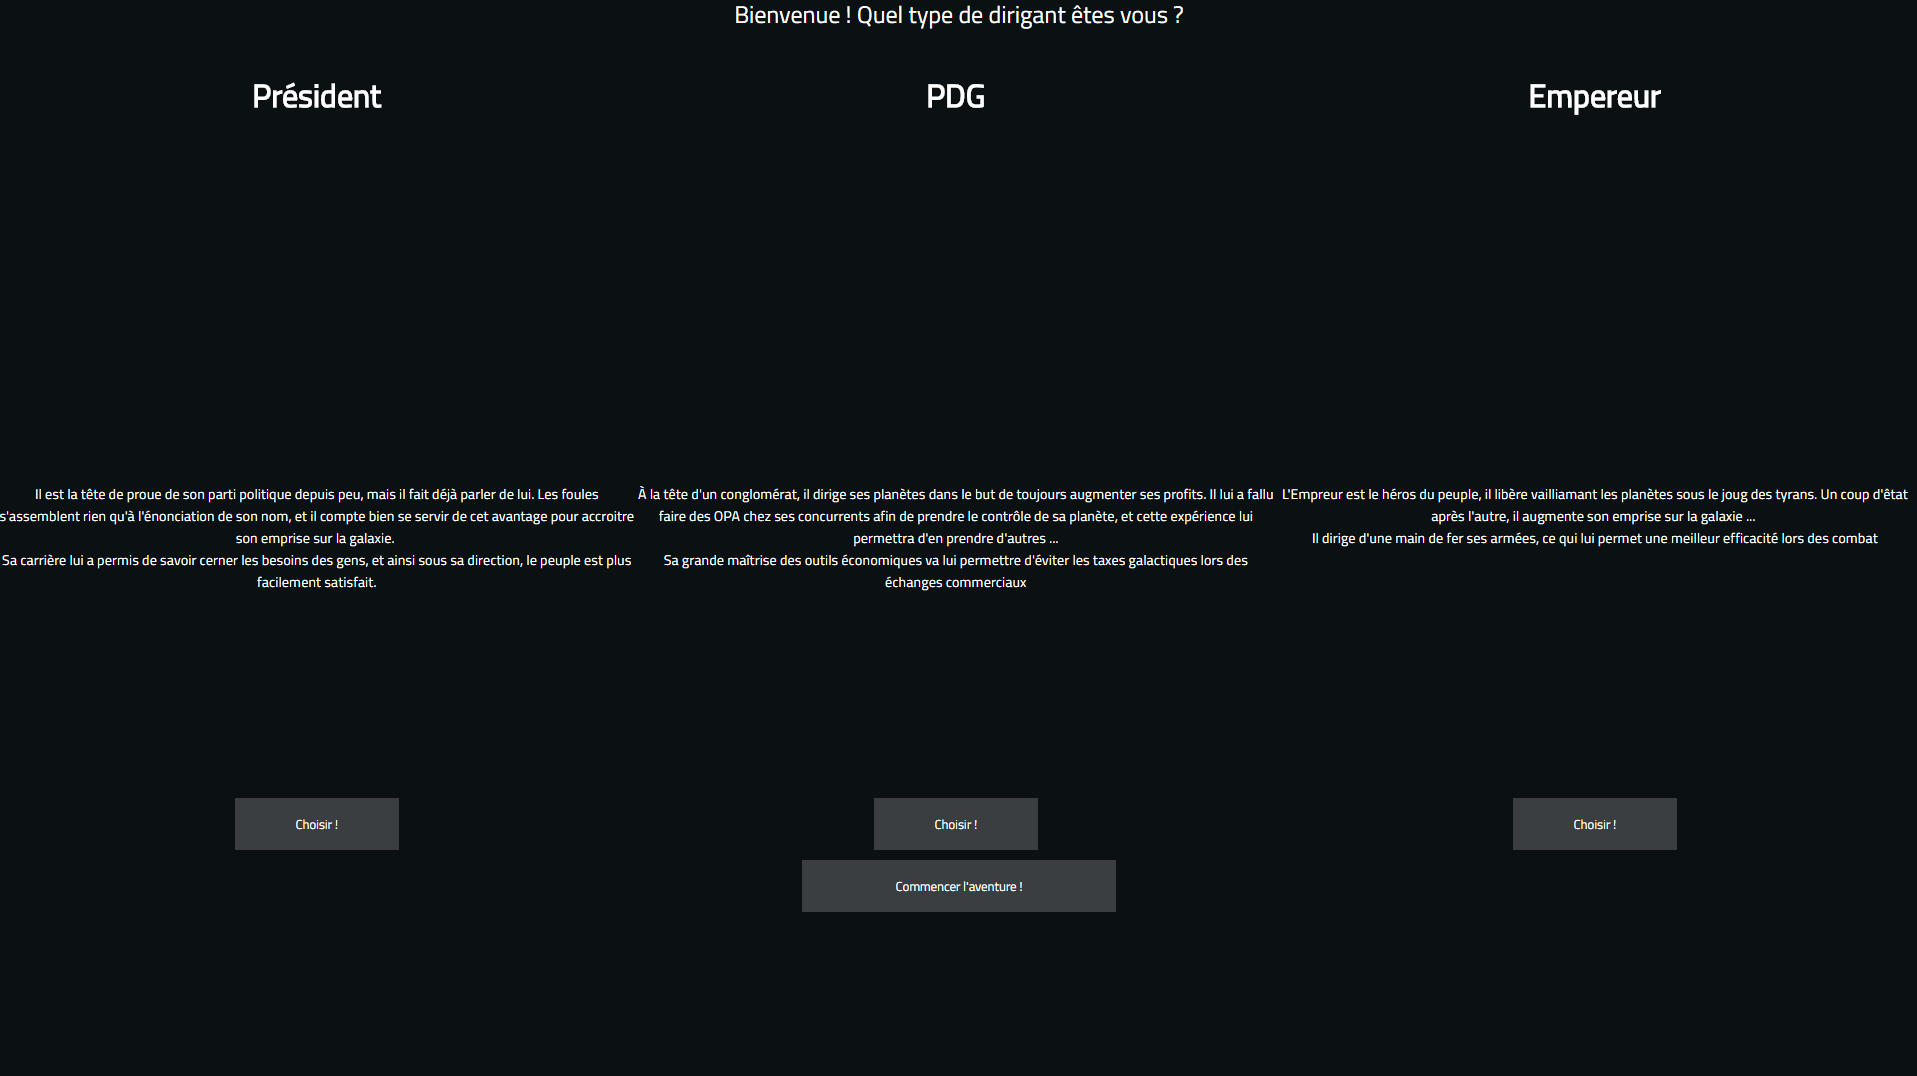 Bienvenue ! Quel type de dirigant êtes vous ?
Président
PDG
Empereur
Il est la tête de proue de son parti politique depuis peu, mais il fait déjà parler de lui. Les foules
s'assemblent rien qu'à l'énonciation de son nom, et il compte bien se servir de cet avantage pour accroitre
son emprise sur la galaxie.
Sa carrière lui a permis de savoir cerner les besoins des gens, et ainsi sous sa direction, le peuple est plus
facilement satisfait.
À la tête d'un conglomérat, il dirige ses planètes dans le but de toujours augmenter ses profits. Il lui a fallu
faire des OPA chez ses concurrents afin de prendre le contrôle de sa planète, et cette expérience lui
permettra d'en prendre d'autres ...
Sa grande maîtrise des outils économiques va lui permettre d'éviter les taxes galactiques lors des
échanges commerciaux
L'Empreur est le héros du peuple, il libère vailliamant les planètes sous le joug des tyrans. Un coup d'état
après l'autre, il augmente son emprise sur la galaxie ...
Il dirige d'une main de fer ses armées, ce qui lui permet une meilleur efficacité lors des combat
Choisir !
Choisir !
Choisir !
Commencer l'aventure !